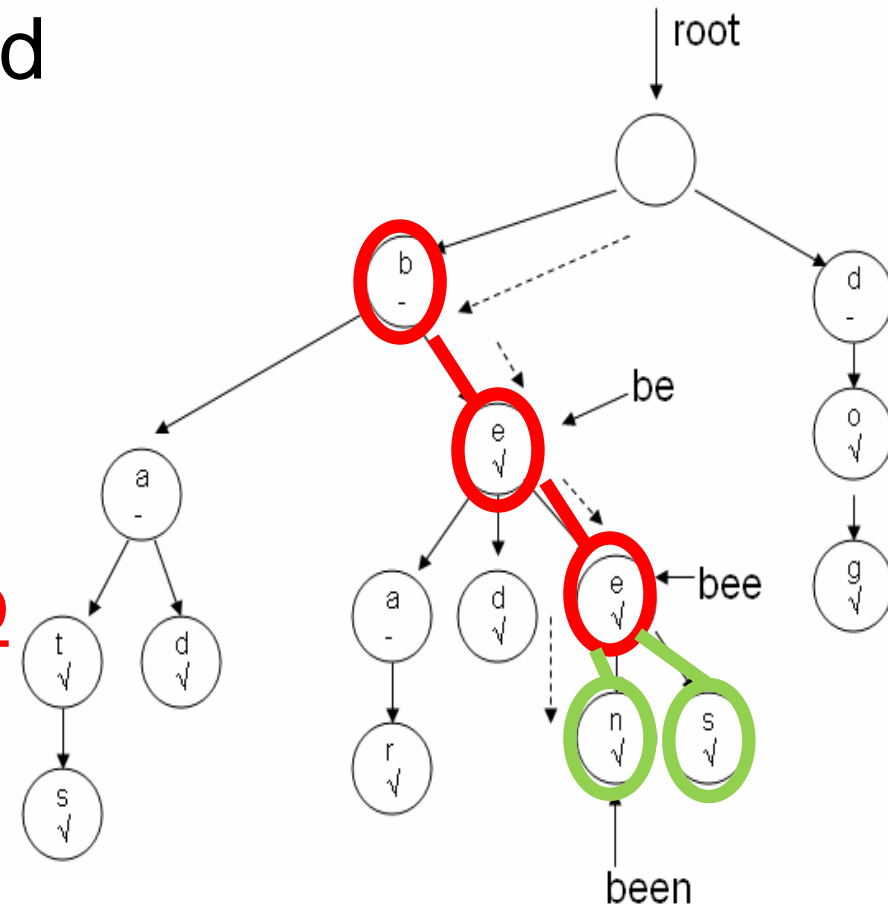 d
root
b
-
d
-
be
e
√
o
√
a
-
bee
a
-
d
√
e
√
g
√
t
√
d
√
n
√
s
√
r
√
s
√
been